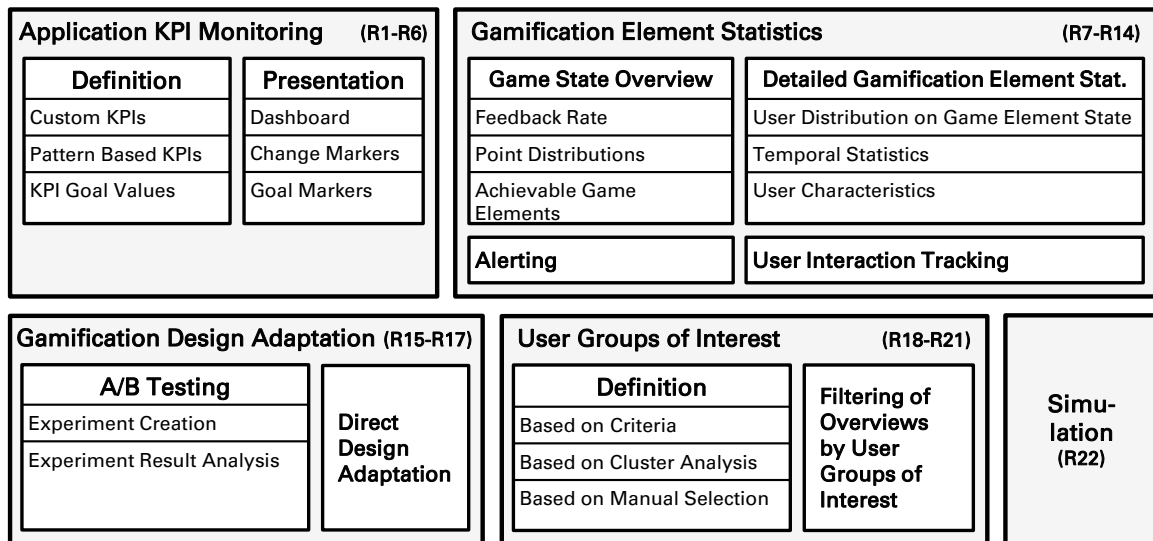 Application KPI Monitoring (R1-R6)
Definition
Custom KPIs
Pattern Based KPIs
KPI Goal Values
Presentation
Dashboard
Change Markers
Goal Markers
Gamification Element Statistics (R7-R14)
Game State Overview
Feedback Rate
Point Distributions
Achievable Game
Elements
Detailed Gamification Element Stat.
User Distribution on Game Element State
Temporal Statistics
User Characteristics
Alerting
User Interaction Tracking
Gamification Design Adaptation (R15-R17)
A/B Testing
Experiment Creation
Experiment Result Analysis
Direct
Design
Adaptation
User Groups of Interest (R18-R21)
Definition
Based on Criteria
Based on Cluster Analysis
Based on Manual Selection
Filtering of
Overviews
by User
Groups of
Interest
Simu-
lation
(R22)